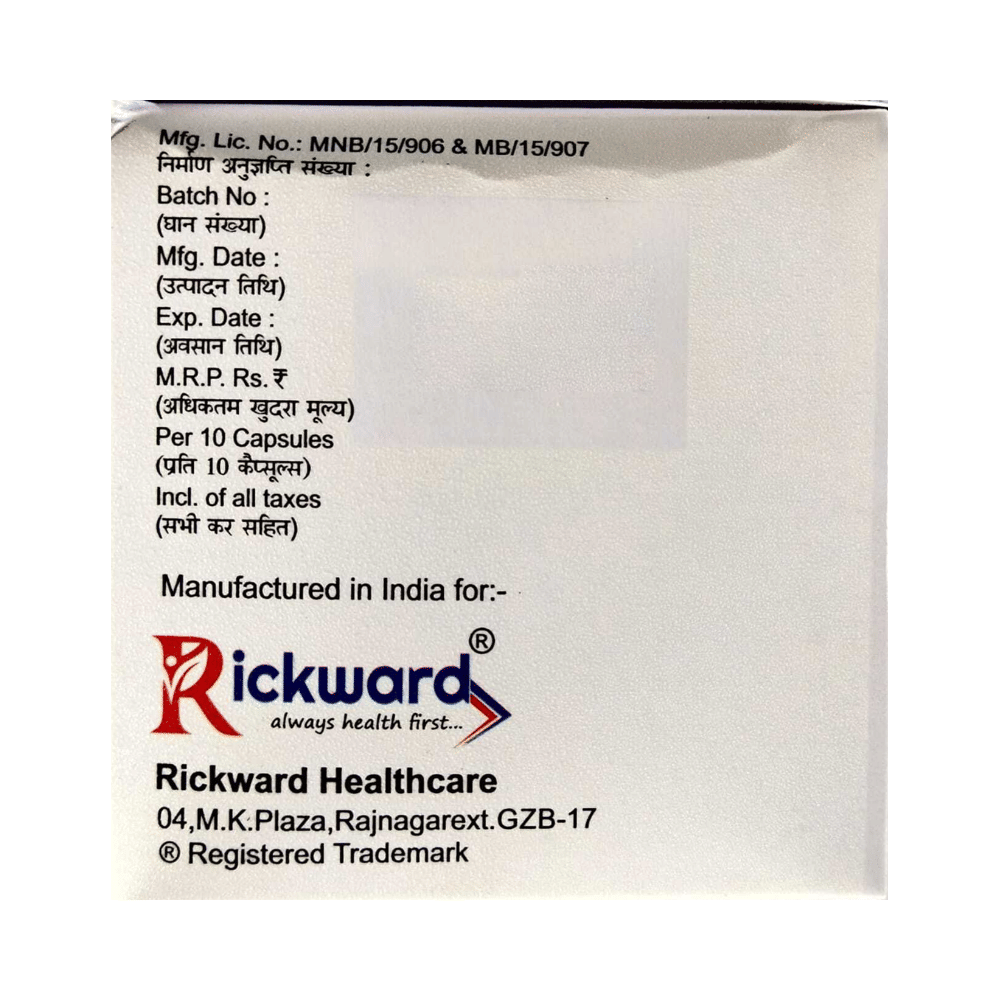 Mfg. Lic. No.: MNB/15/906 & MB/15/907
निर्माण अनुज्ञप्ति संख्या :
Batch No :
(घान संख्या)
Mfg. Date :
(उत्पादन तिथि)
Exp. Date :
(अवसान तिथि)
M.R.P. Rs. ₹
(अधिकतम खुदरा मूल्य)
Per 10 Capsules
(प्रति 10 कैप्सूल्स)
Incl. of all taxes
(सभी कर सहित)
Manufactured in India for:-
Rickward®
always health first...
Rickward Healthcare
04,M.K.Plaza,Rajnagarext.GZB-17
® Registered Trademark